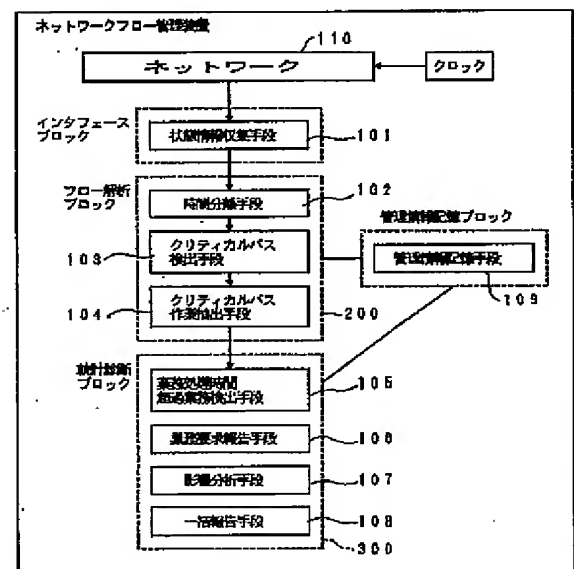 ネットワークフロー管理装置
110
ネットワーク
クロック
インタフェース
ブロック
状態情報収集手段
101
フロー解析
ブロック
時間分離手段
102
管理情報記憶ブロック
クリティカルパス
検出手段
103
管理情報記憶手段
109
クリティカルパス
作業抽出手段
104
200
統計診断
ブロック
業務処理時間
超過業務検出手段
105
業務要求報告手段
106
影響分析手段
107
一括報告手段
108
300